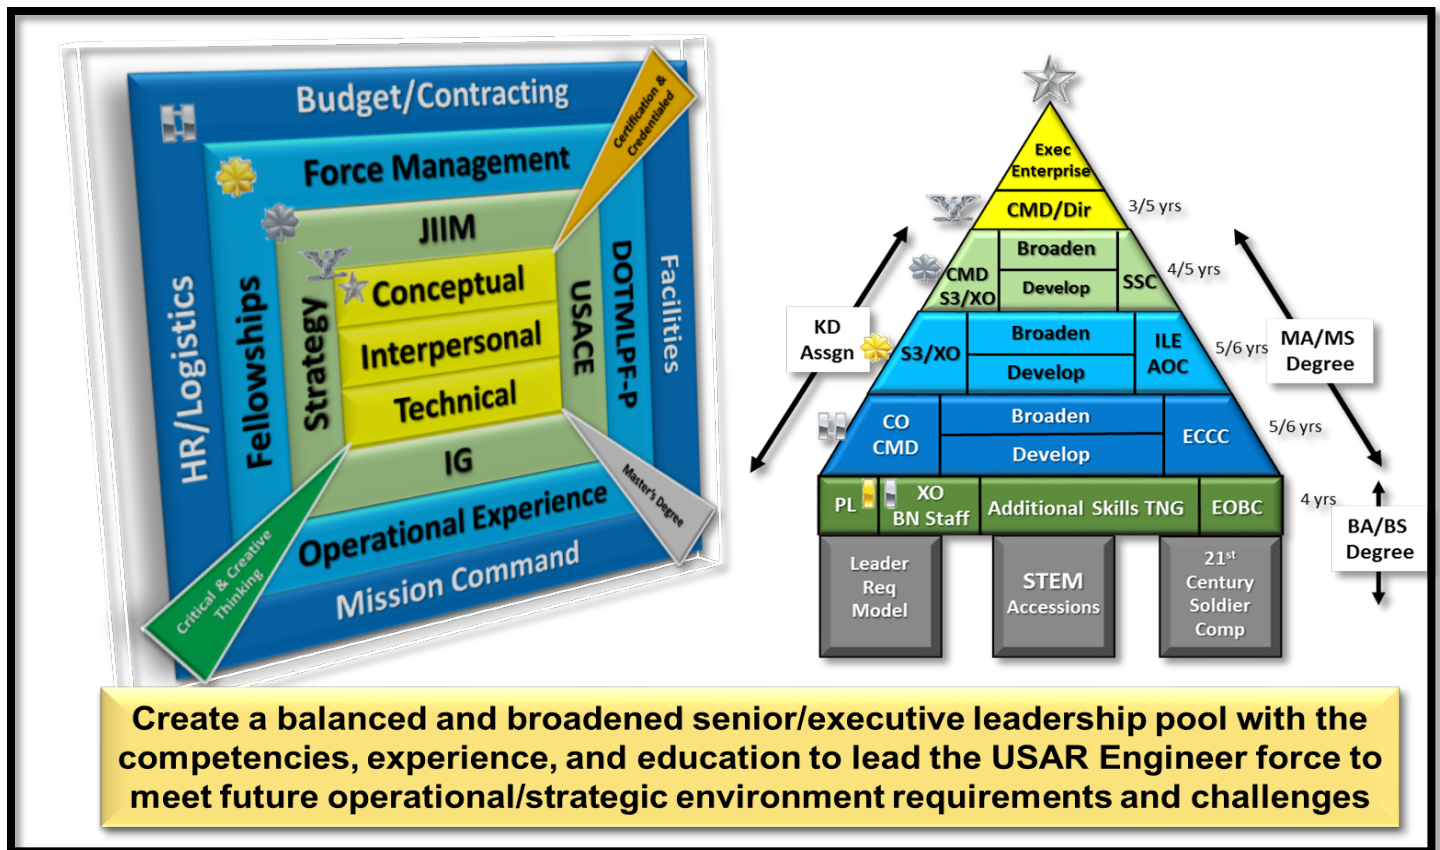 Budget/Contracting
Force Management
JIIM
Conceptual
Interpersonal
Technical
IG
Operational Experience
Mission Command
HR/Logistics
Fellowships
Strategy
USACE
DOTMLPF-P
Facilities
Certification &
Credentialed
Master's Degree
Critical & Creative
Thinking
Exec
Enterprise
CMD/Dir
3/5 yrs
CMD
S3/XO
Broaden
Develop
SSC
4/5 yrs
KD
Assgn
S3/XO
Broaden
Develop
ILE
AOC
5/6 yrs
MA/MS
Degree
CO
CMD
Broaden
Develop
ECCC
5/6 yrs
PL
XO
BN Staff
Additional Skills TNG
EOBC
4 yrs
BA/BS
Degree
Leader
Req
Model
STEM
Accessions
21st
Century
Soldier
Comp
Create a balanced and broadened senior/executive leadership pool with the
competencies, experience, and education to lead the USAR Engineer force to
meet future operational/strategic environment requirements and challenges